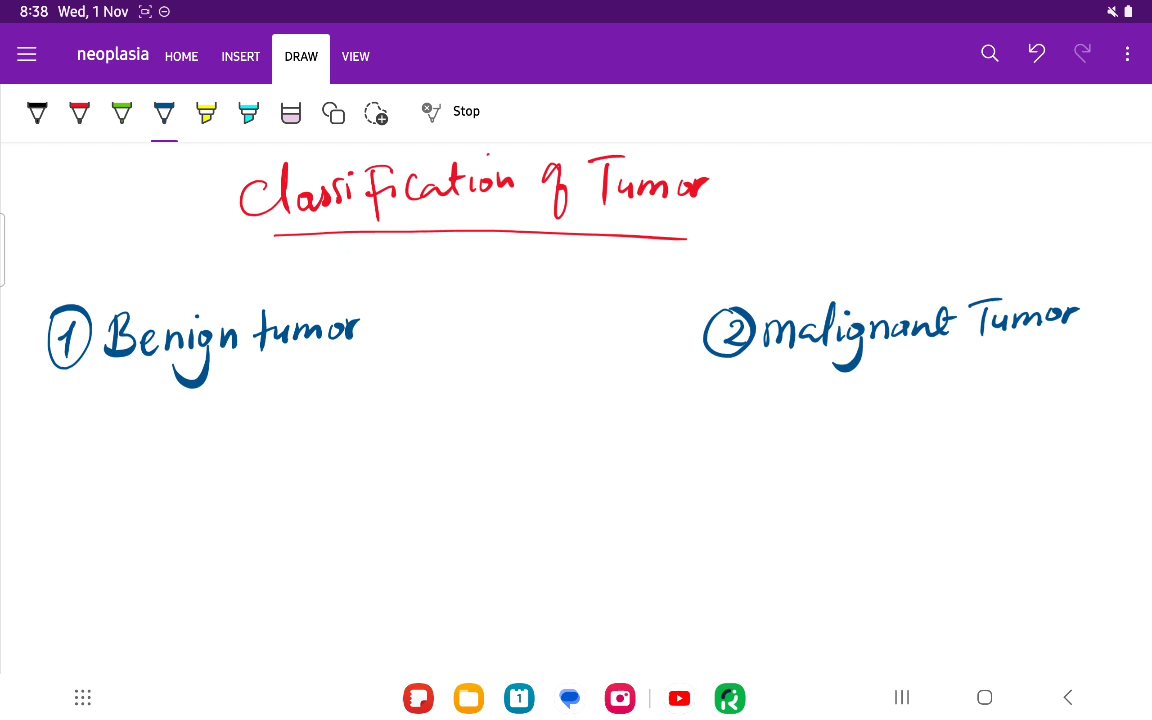 8:38 Wed, 1 Nov
neoplasia HOME INSERT DRAW VIEW
Stop
Classification of Tumor
1 Benign tumor
2 malignant Tumor
1